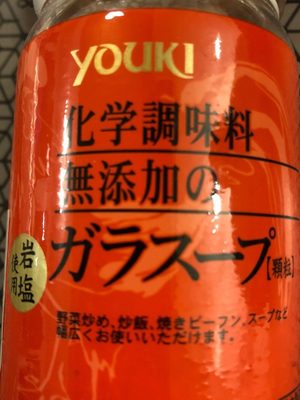 youki
化学調味料
無添加の
ガラスープ【顆粒】
岩塩
使用
野菜炒め、炒飯、焼きビーフン、スープなど
幅広くお使いいただけます。